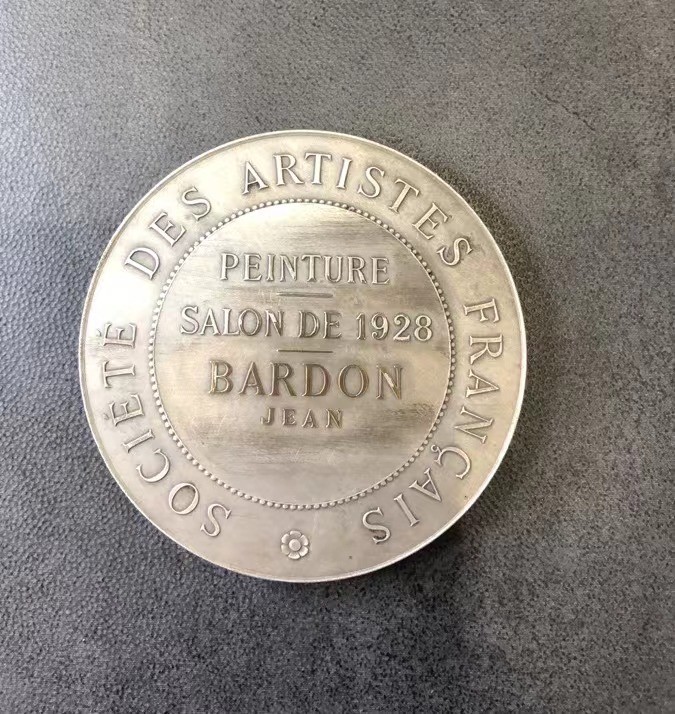 SOCIÉTÉ DES ARTISTES FRANÇAIS
PEINTURE
SALON DE 1928
BARDON
JEAN